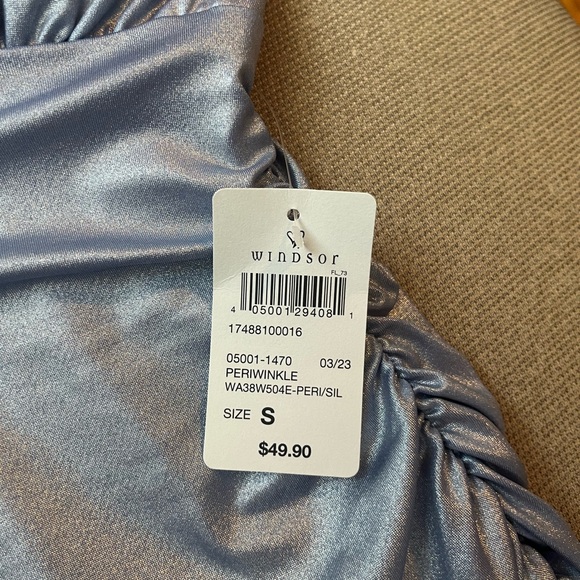 WINDSOR
FL_73
4 05001 29408 1
17488100016
05001-1470 03/23
PERIWINKLE
WA38W504E-PERI/SIL
SIZE S
$49.90